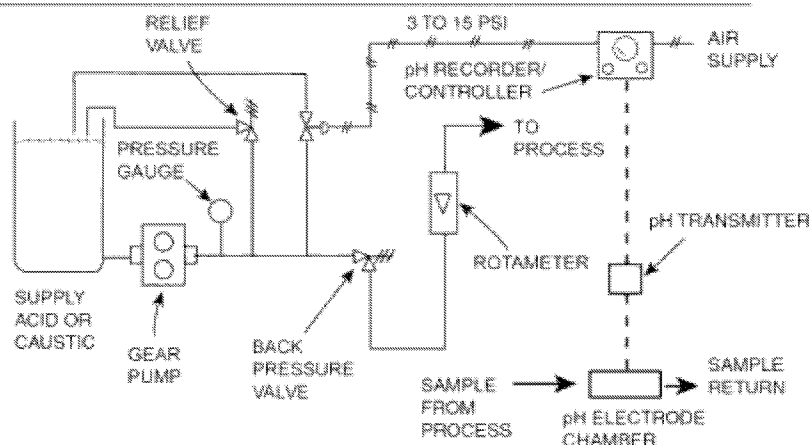 RELIEF
VALVE
3 TO 15 PSI
AIR
SUPPLY
pH RECORDER/
CONTROLLER
PRESSURE
GAUGE
TO
PROCESS
pH TRANSMITTER
ROTAMETER
SUPPLY
ACID OR
CAUSTIC
GEAR
PUMP
BACK
PRESSURE
VALVE
SAMPLE
FROM
PROCESS
SAMPLE
RETURN
pH ELECTRODE
CHAMBER